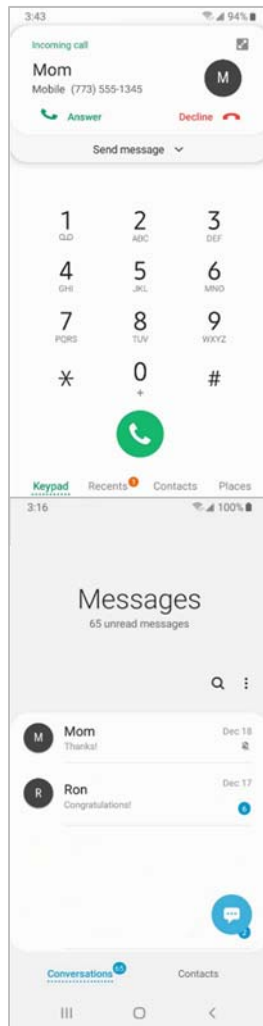 3:43 94%
Incoming call
Mom
M
Mobile (773) 555-1345
Answer Decline
Send message
1 2 3
ABC DEF
4 5 6
GHI JKL MNO
7 8 9
PQRS TUV WXYZ
* 0 #
+
Keypad Recents 1 Contacts Places
3:16 100%
Messages
65 unread messages
M Mom Dec 18
Thanks!
R Ron Dec 17
Congratulations! 6
2
Conversations 65 Contacts